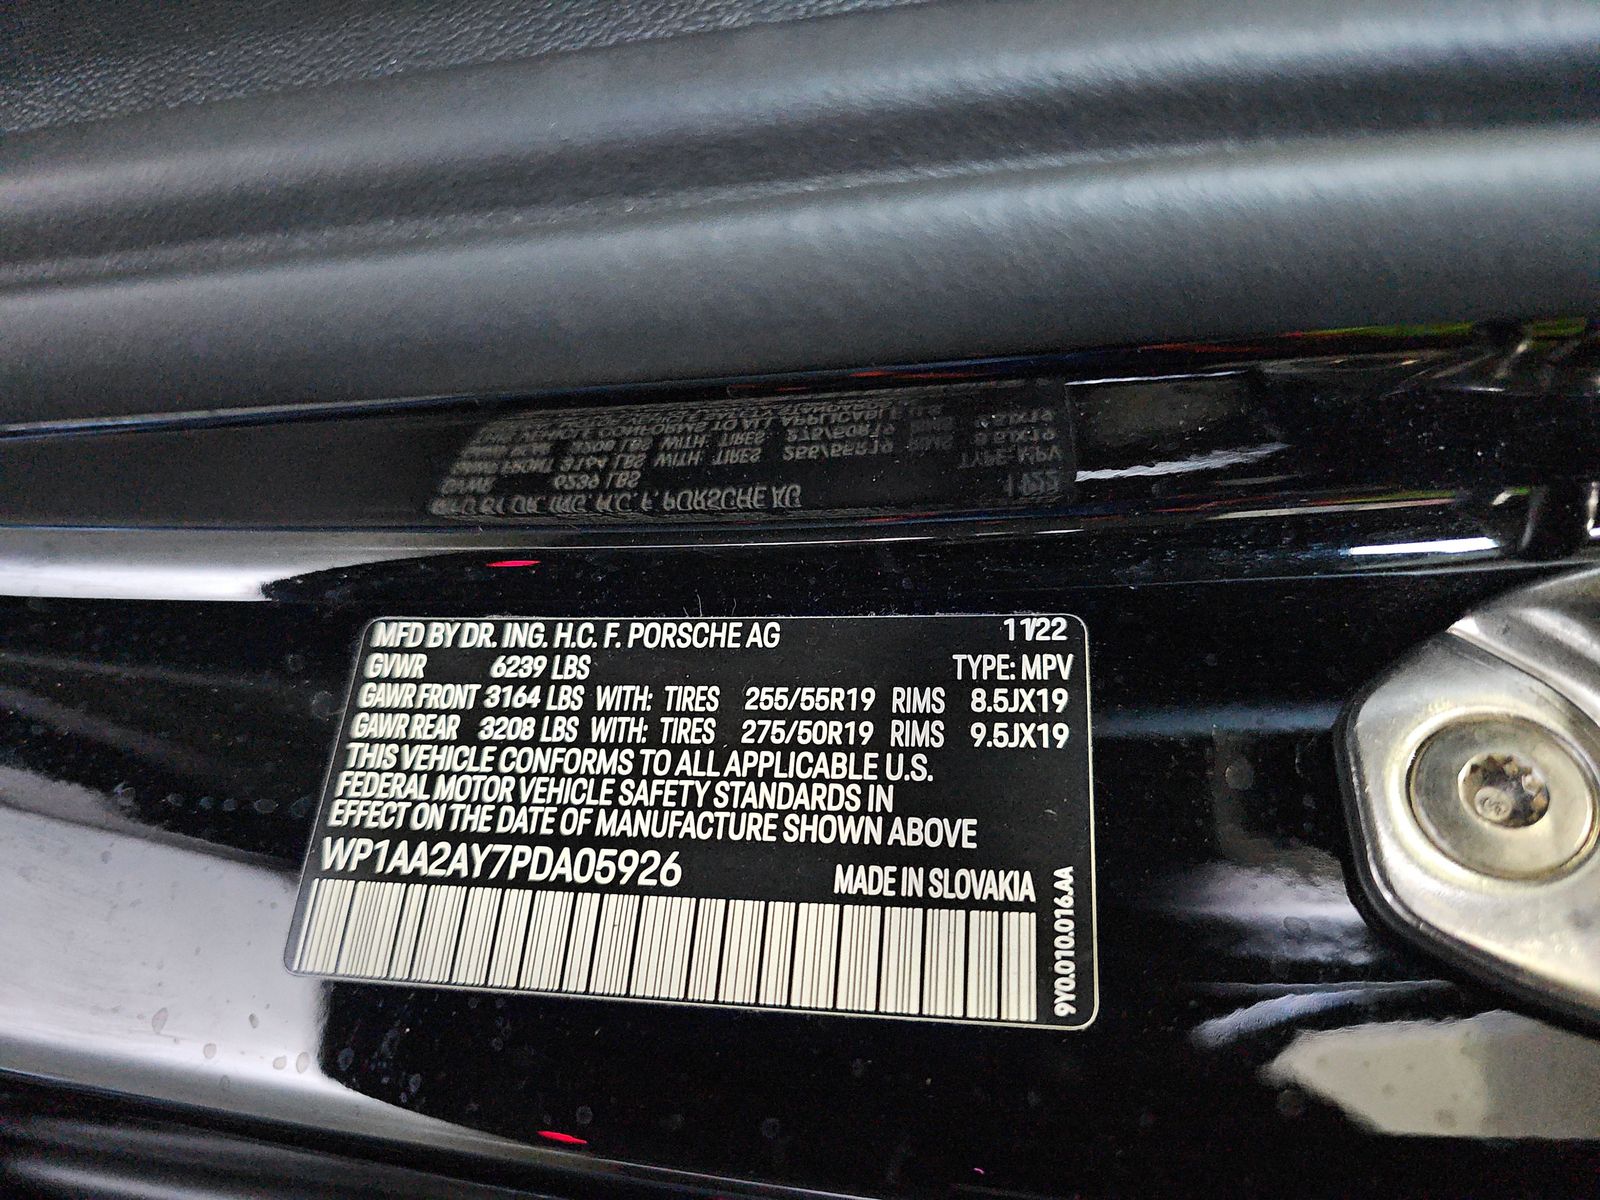 MFD BY DR. ING. H.C. F. PORSCHE AG 11/22
GVWR 6239 LBS TYPE: MPV
GAWR FRONT 3164 LBS WITH: TIRES 255/55R19 RIMS 8.5JX19
GAWR REAR 3208 LBS WITH: TIRES 275/50R19 RIMS 9.5JX19
THIS VEHICLE CONFORMS TO ALL APPLICABLE U.S.
FEDERAL MOTOR VEHICLE SAFETY STANDARDS IN
EFFECT ON THE DATE OF MANUFACTURE SHOWN ABOVE
WP1AA2AY7PDA05926
MADE IN SLOVAKIA
9Y0.010.016.AA